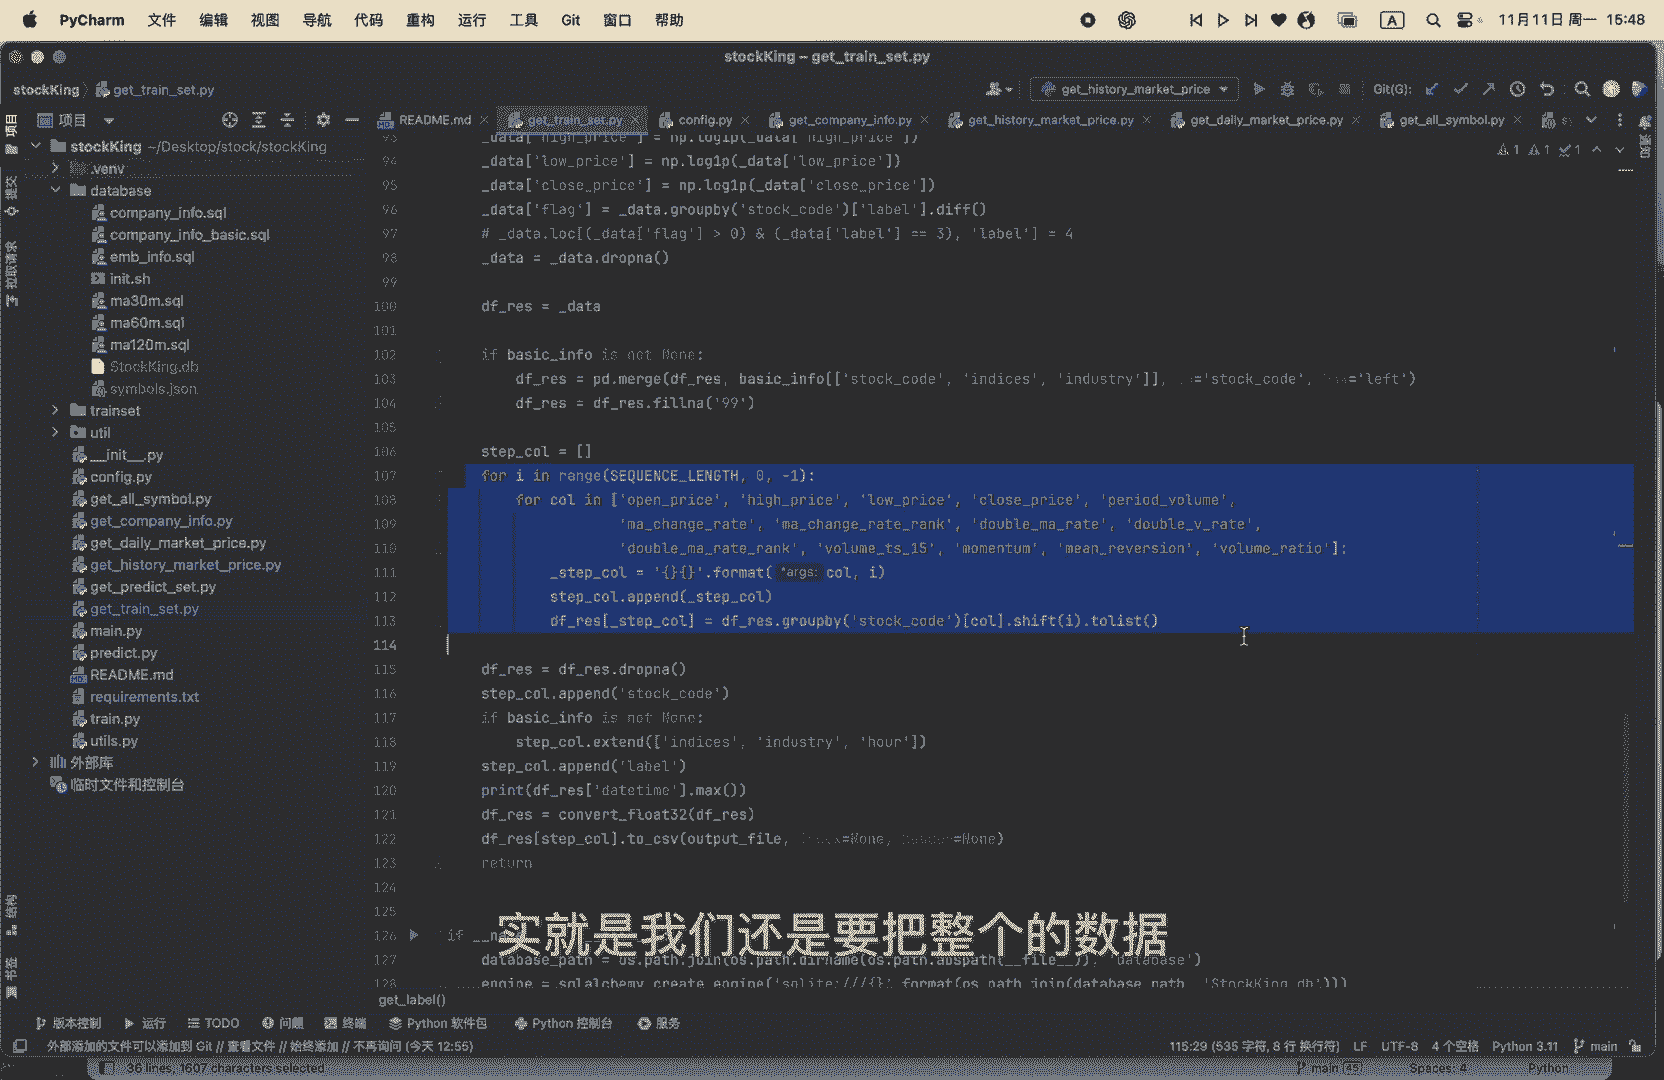 PyCharm 文件 编辑 视图 导航 代码 重构 运行 工具 Git 窗口 帮助 A 11月11日 周一 15:48
stockKing – get_train_set.py
stockKing get_train_set.py get_history_market_price Git(G):
项目 README.md get_train_set.py config.py get_company_info.py get_history_market_price.py get_daily_market_price.py get_all_symbol.py
stockKing ~/Desktop/stock/stockKing
.venv
database
company_info.sql
company_info_basic.sql
emb_info.sql
init.sh
ma30m.sql
ma60m.sql
ma120m.sql
StockKing.db
symbols.json
trainset
util
__init__.py
config.py
get_all_symbol.py
get_company_info.py
get_daily_market_price.py
get_history_market_price.py
get_predict_set.py
get_train_set.py
main.py
predict.py
README.md
requirements.txt
train.py
utils.py
外部库
临时文件和控制台
项目
提交
拉取请求
结构
书签
1 1 1
93 _data['high_price'] = np.log1p(_data['high_price'])
94 _data['low_price'] = np.log1p(_data['low_price'])
95 _data['close_price'] = np.log1p(_data['close_price'])
96 _data['flag'] = _data.groupby('stock_code')['label'].diff()
97 # _data.loc[(_data['flag'] > 0) & (_data['label'] == 3), 'label'] = 4
98 _data = _data.dropna()
99
100 df_res = _data
101
102 if basic_info is not None:
103 df_res = pd.merge(df_res, basic_info[['stock_code', 'indices', 'industry']], ='stock_code', ='left')
104 df_res = df_res.fillna('99')
105
106 step_col = []
107 for i in range(SEQUENCE_LENGTH, 0, -1):
108 for col in ['open_price', 'high_price', 'low_price', 'close_price', 'period_volume',
109 'ma_change_rate', 'ma_change_rate_rank', 'double_ma_rate', 'double_v_rate',
110 'double_ma_rate_rank', 'volume_ts_15', 'momentum', 'mean_reversion', 'volume_ratio']:
111 _step_col = '{}{}'.format( *args: col, i)
112 step_col.append(_step_col)
113 df_res[_step_col] = df_res.groupby('stock_code')[col].shift(i).tolist()
114
115 df_res = df_res.dropna()
116 step_col.append('stock_code')
117 if basic_info is not None:
118 step_col.extend(['indices', 'industry', 'hour'])
119 step_col.append('label')
120 print(df_res['datetime'].max())
121 df_res = convert_float32(df_res)
122 df_res[step_col].to_csv(output_file, =None, =None)
123 return
124
125
实就是我们还是要把整个的数据
126 if __na
127 database_path = os.path.join(os.path.dirname(os.path.abspath(__file__)), 'database')
128 engine = sqlalchemy.create_engine('sqlite:///{}'.format(os.path.join(database_path, 'StockKing.db')))
get_label()
版本控制 运行 TODO 问题 终端 Python 软件包 Python 控制台 服务
外部添加的文件可以添加到 Git // 查看文件 // 始终添加 // 不再询问 (今天 12:55) 115:29 (535 字符, 8 行 换行符) LF UTF-8 4 个空格 Python 3.11 main
36 lines, 1607 characters selected main Spaces: 4 Python